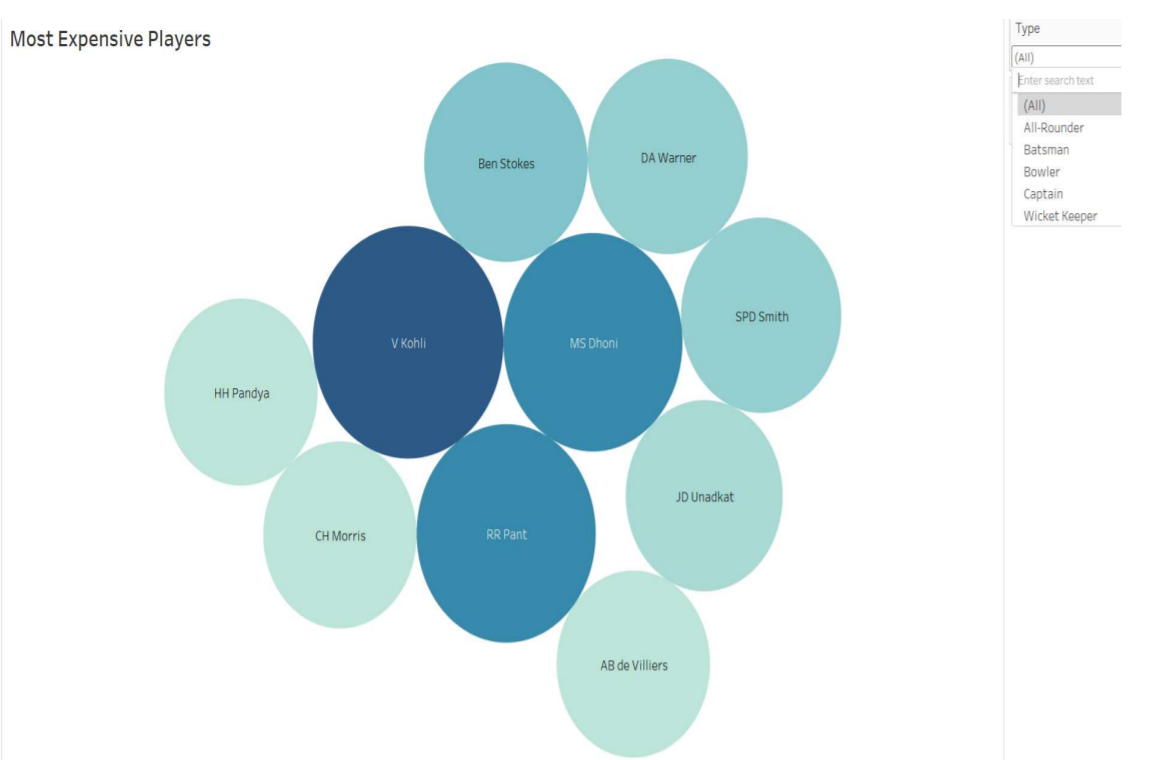 Most Expensive Players
Type
(All)
Enter search text
(All)
All-Rounder
Batsman
Bowler
Captain
Wicket Keeper
Ben Stokes
DA Warner
SPD Smith
V Kohli
MS Dhoni
HH Pandya
JD Unadkat
CH Morris
RR Pant
AB de Villiers